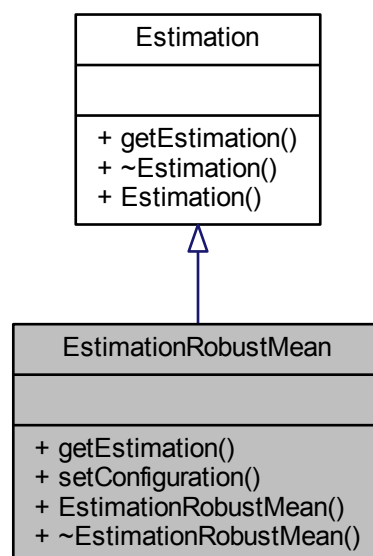 Estimation
+ getEstimation()
+ ~Estimation()
+ Estimation()
EstimationRobustMean
+ getEstimation()
+ setConfiguration()
+ EstimationRobustMean()
+ ~EstimationRobustMean()